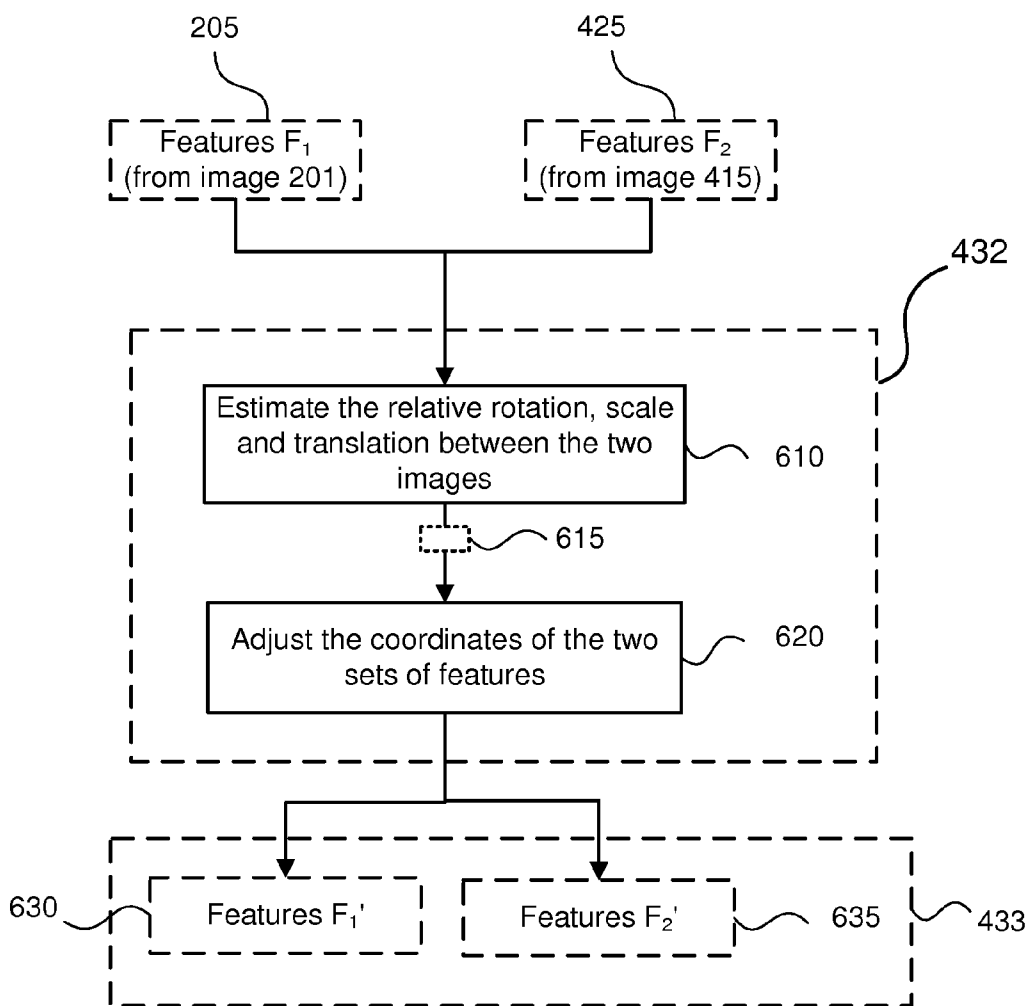 205
425
Features F₁
(from image 201)
Features F₂
(from image 415)
432
Estimate the relative rotation, scale
and translation between the two
images
610
615
Adjust the coordinates of the two
sets of features
620
630
Features F₁'
Features F₂'
635
433